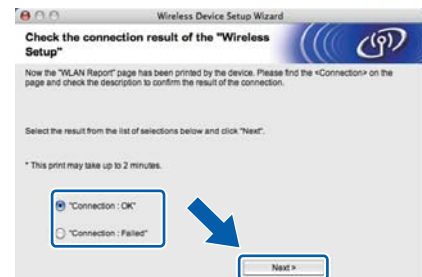 Wireless Device Setup Wizard
Check the connection result of the "Wireless
Setup"
Now the "WLAN Report" page has been printed by the device. Please find the <Connection> on the
page and check the description to confirm the result of the connection.
Select the result from the list of selections below and click "Next".
* This print may take up to 2 minutes.
"Connection : OK"
"Connection : Failed"
Next >